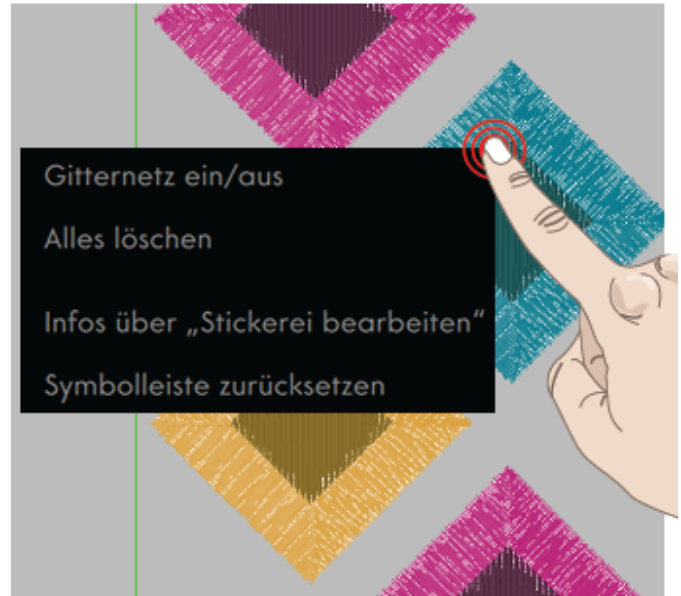 Gitternetz ein/aus
Alles löschen
Infos über „Stickerei bearbeiten“
Symbolleiste zurücksetzen